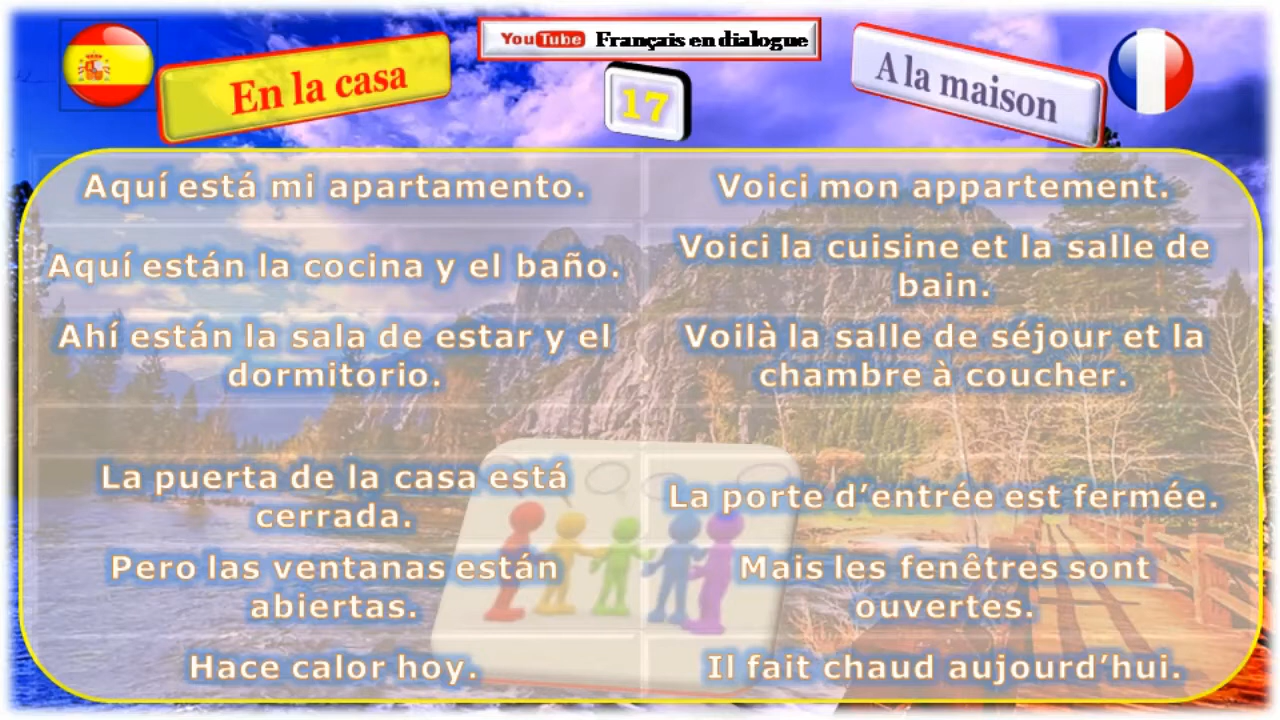 YouTube Français en dialogue
En la casa
17
A la maison
Aquí está mi apartamento.
Voici mon appartement.
Aquí están la cocina y el baño.
Voici la cuisine et la salle de
bain.
Ahí están la sala de estar y el
dormitorio.
Voilà la salle de séjour et la
chambre à coucher.
La puerta de la casa está
cerrada.
La porte d’entrée est fermée.
Pero las ventanas están
abiertas.
Mais les fenêtres sont
ouvertes.
Hace calor hoy.
Il fait chaud aujourd’hui.